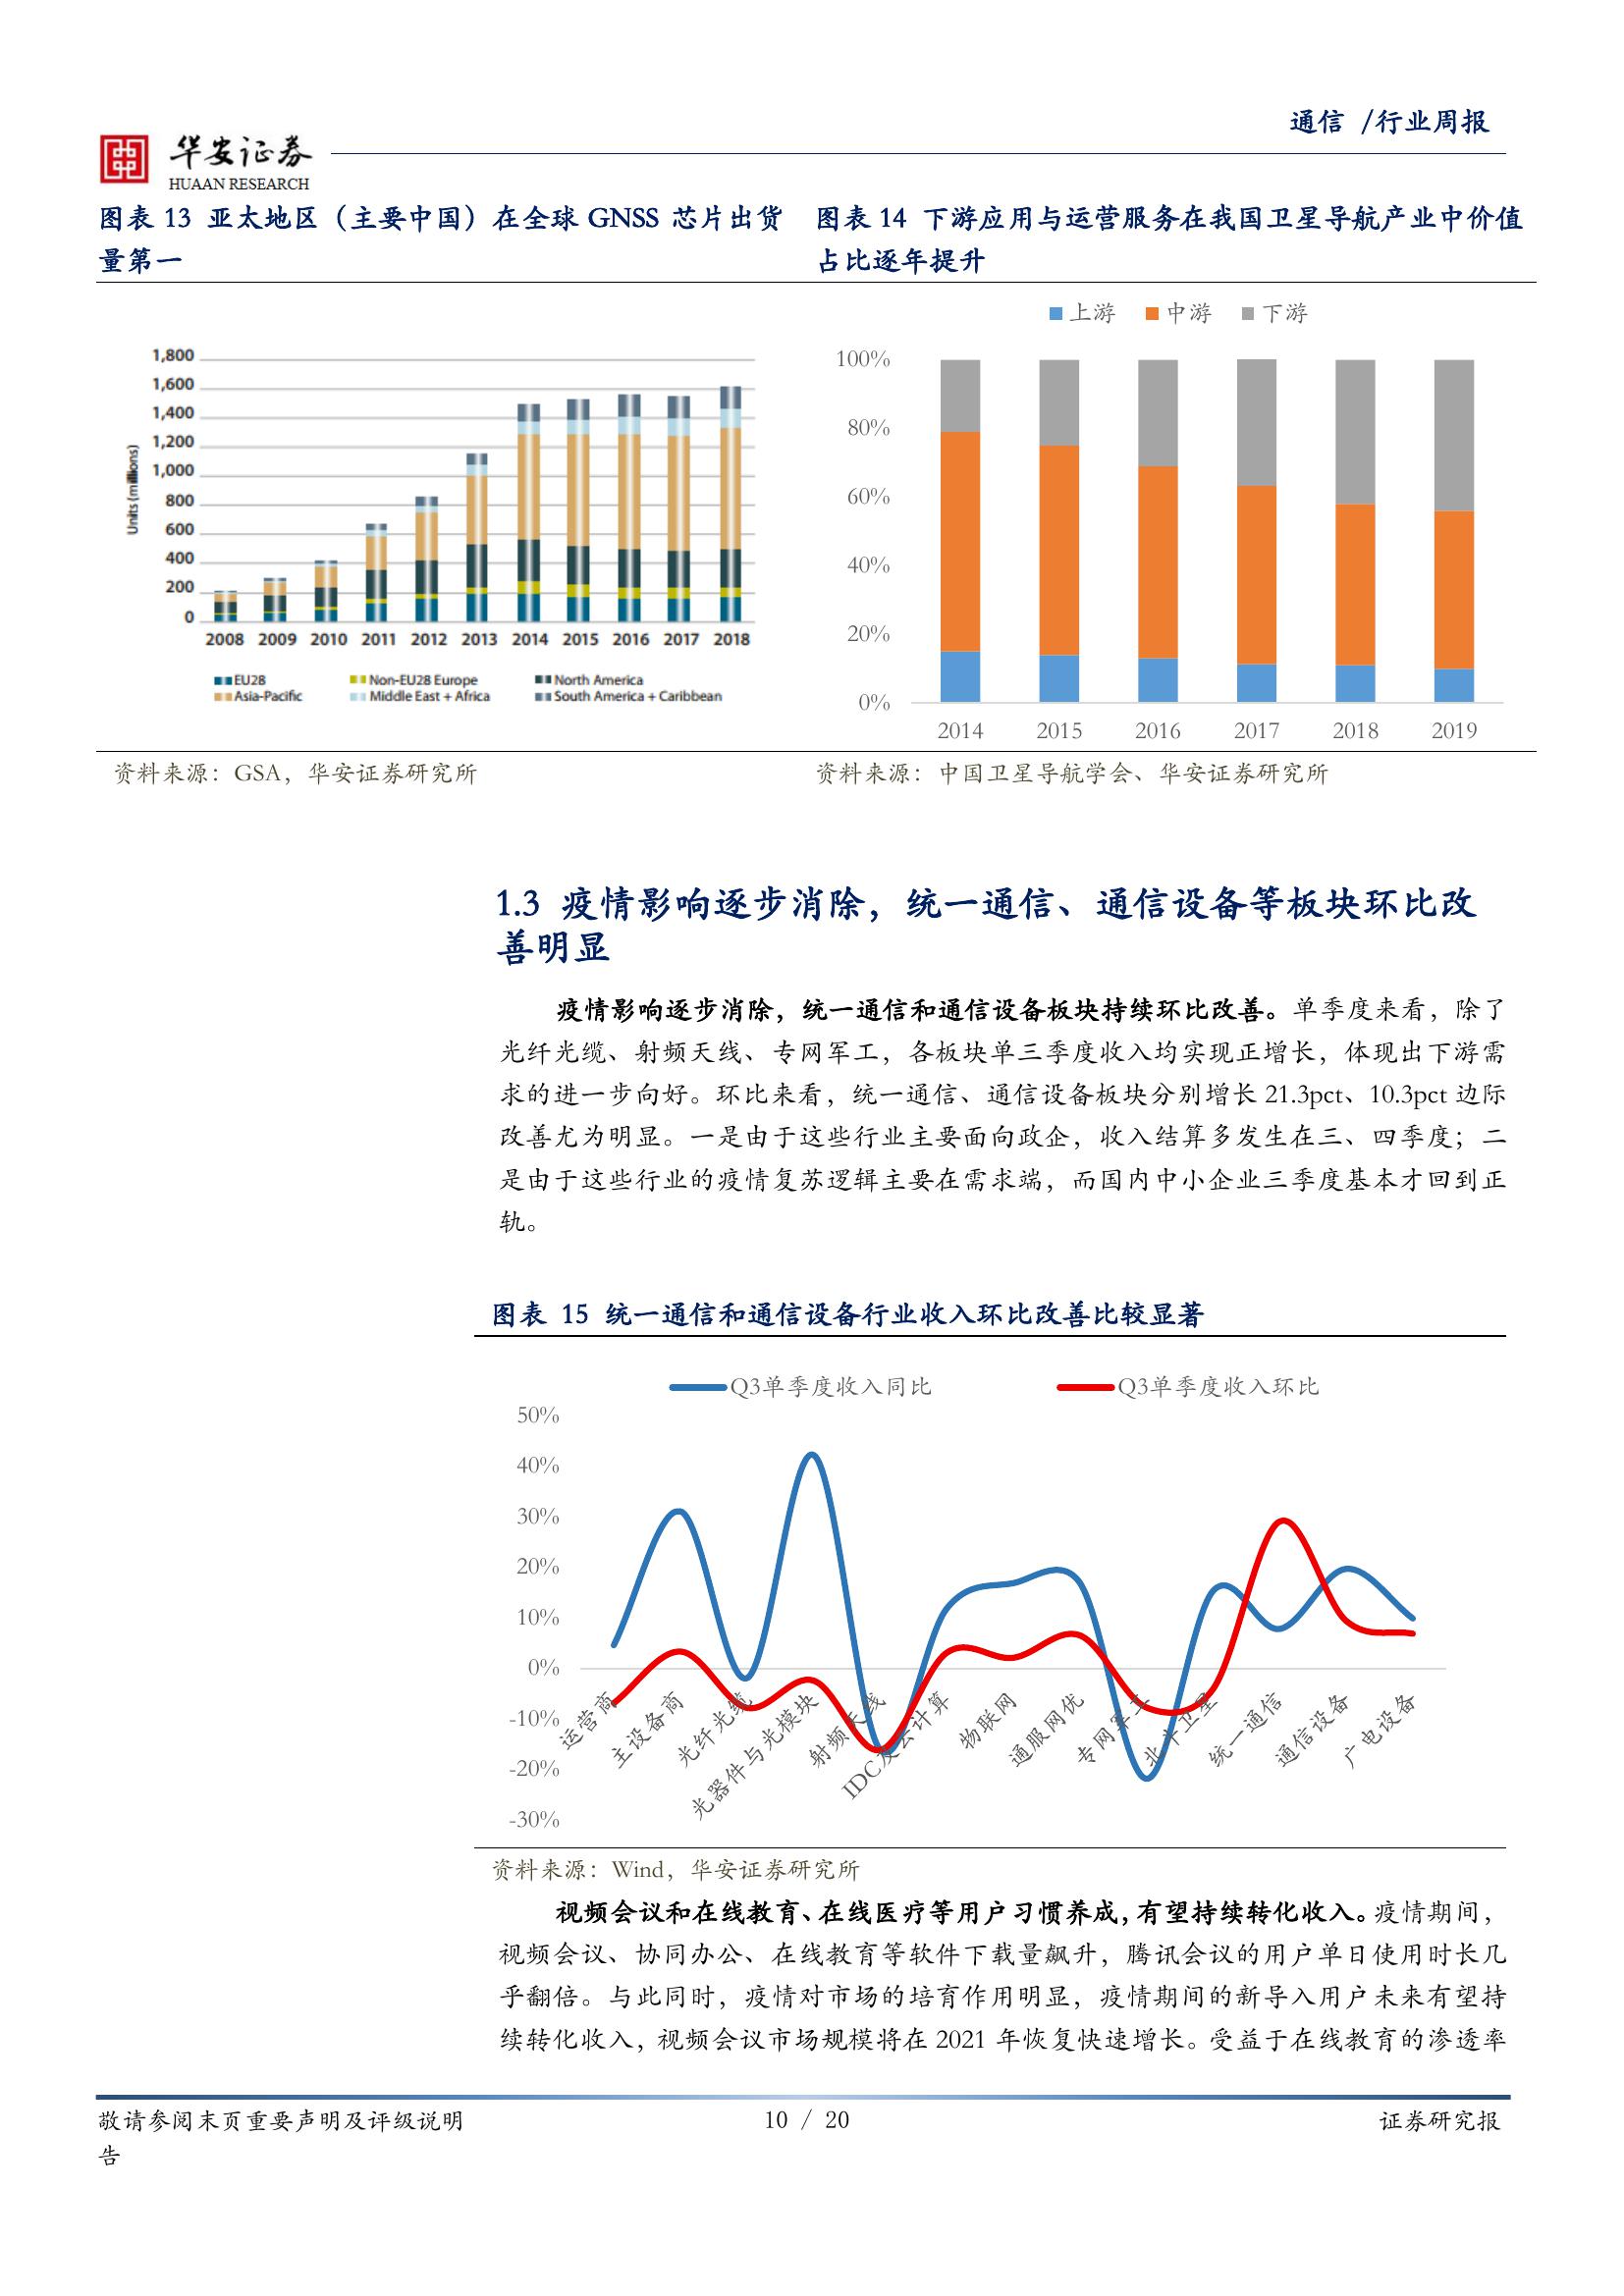 通信 /行业周报
华安证券
HUAAN RESEARCH
图表 13 亚太地区（主要中国）在全球 GNSS 芯片出货
量第一
1,800
1,600
1,400
1,200
1,000
800
600
400
200
0
Units (millions)
2008 2009 2010 2011 2012 2013 2014 2015 2016 2017 2018
EU28 Non-EU28 Europe North America
Asia-Pacific Middle East + Africa South America + Caribbean
资料来源：GSA，华安证券研究所
图表 14 下游应用与运营服务在我国卫星导航产业中价值
占比逐年提升
上游 中游 下游
100%
80%
60%
40%
20%
0%
2014 2015 2016 2017 2018 2019
资料来源：中国卫星导航学会、华安证券研究所
1.3 疫情影响逐步消除，统一通信、通信设备等板块环比改
善明显
疫情影响逐步消除，统一通信和通信设备板块持续环比改善。单季度来看，除了
光纤光缆、射频天线、专网军工，各板块单三季度收入均实现正增长，体现出下游需
求的进一步向好。环比来看，统一通信、通信设备板块分别增长 21.3pct、10.3pct 边际
改善尤为明显。一是由于这些行业主要面向政企，收入结算多发生在三、四季度；二
是由于这些行业的疫情复苏逻辑主要在需求端，而国内中小企业三季度基本才回到正
轨。
图表 15 统一通信和通信设备行业收入环比改善比较显著
Q3单季度收入同比 Q3单季度收入环比
50%
40%
30%
20%
10%
0%
-10%
-20%
-30%
运营商
主设备商
光纤光缆
光器件与光模块
射频天线
IDC及云计算
物联网
通服网优
专网军工
北斗卫星
统一通信
通信设备
广电设备
资料来源：Wind，华安证券研究所
视频会议和在线教育、在线医疗等用户习惯养成，有望持续转化收入。疫情期间，
视频会议、协同办公、在线教育等软件下载量飙升，腾讯会议的用户单日使用时长几
乎翻倍。与此同时，疫情对市场的培育作用明显，疫情期间的新导入用户未来有望持
续转化收入，视频会议市场规模将在 2021 年恢复快速增长。受益于在线教育的渗透率
敬请参阅末页重要声明及评级说明 10 / 20 证券研究报
告